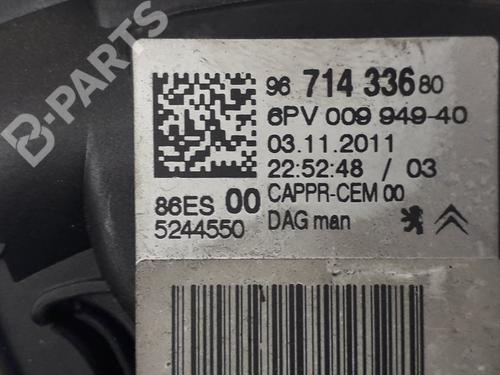 B-PARTS
96 714 336 80
6PV 009 949-40
03.11.2011
22:52:48 / 03
86ES 00 CAPPR-CEM 00
5244550 DAG man